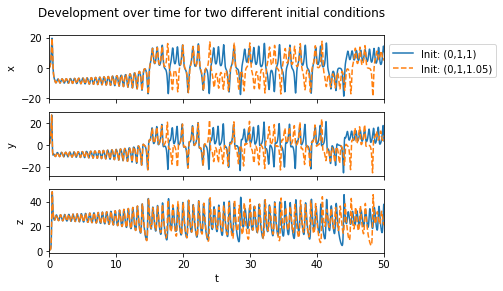 Development over time for two different initial conditions
20
0
−20
x
Init: (0,1,1)
Init: (0,1,1.05)
20
0
−20
y
40
20
0
z
0
10
20
30
40
50
t